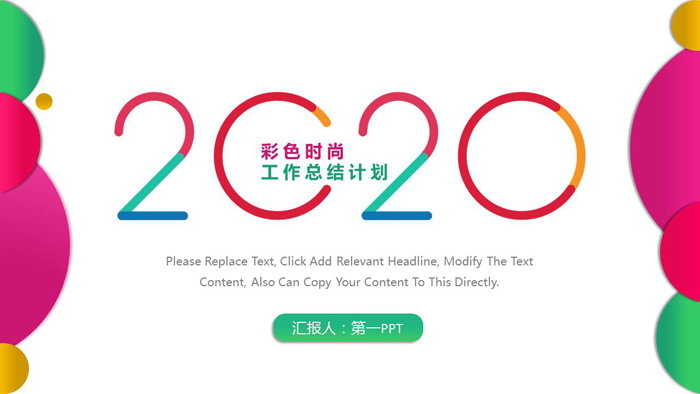 2020
彩色时尚
工作总结计划
Please Replace Text, Click Add Relevant Headline, Modify The Text
Content, Also Can Copy Your Content To This Directly.
汇报人：第一PPT